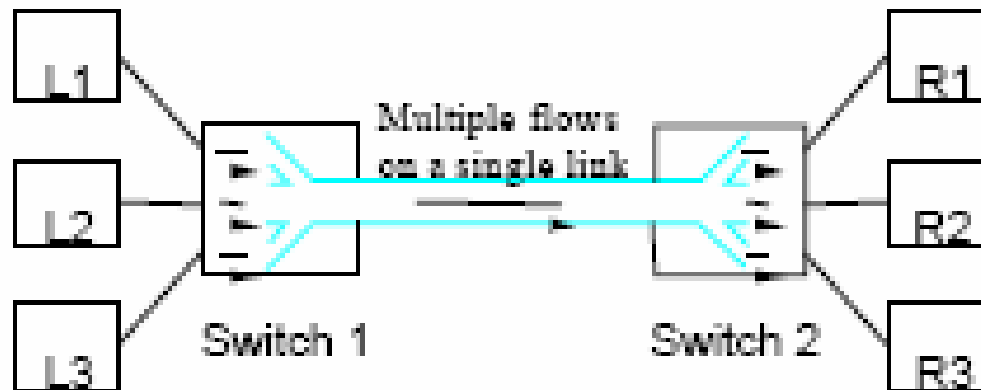 L1
R1
Multiple flows
on a single link
L2
R2
L3
Switch 1
Switch 2
R3